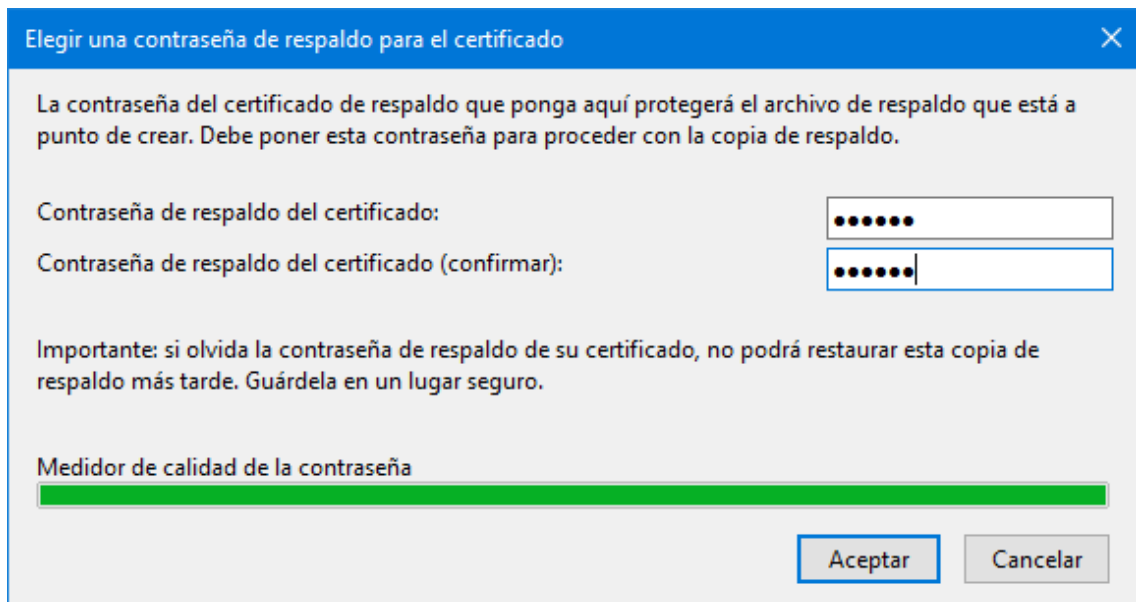 Elegir una contraseña de respaldo para el certificado
La contraseña del certificado de respaldo que ponga aquí protegerá el archivo de respaldo que está a
punto de crear. Debe poner esta contraseña para proceder con la copia de respaldo.
Contraseña de respaldo del certificado:
●●●●●●
Contraseña de respaldo del certificado (confirmar):
●●●●●●
Importante: si olvida la contraseña de respaldo de su certificado, no podrá restaurar esta copia de
respaldo más tarde. Guárdela en un lugar seguro.
Medidor de calidad de la contraseña
Aceptar
Cancelar